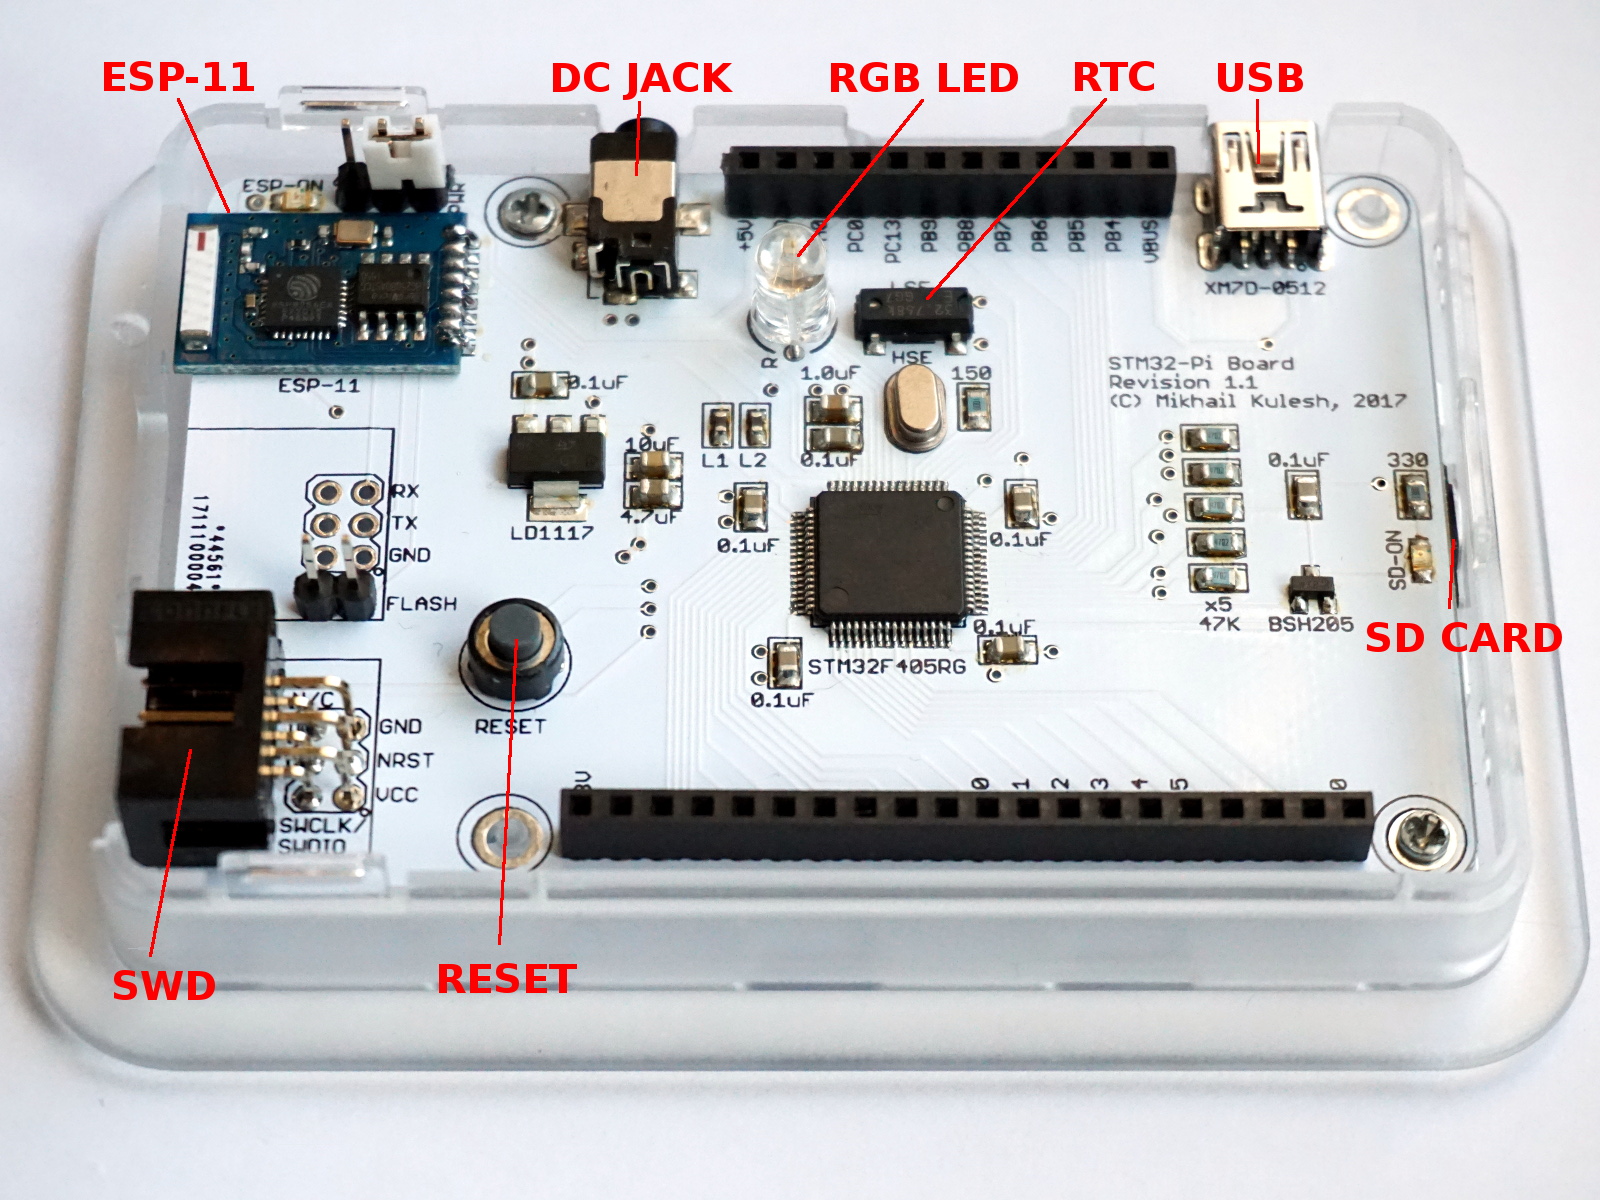 ESP-11
DC JACK
RGB LED
RTC
USB
ESP-ON
PWR
+5V
PC0
PC13
PB9
PB8
PB7
PB6
PB5
PB4
VBUS
XM7D-0512
LSE
HSE
R
ESP-11
0.1uF
1.0uF
150
STM32-Pi Board
Revision 1.1
(C) Mikhail Kulesh, 2017
10uF
L1 L2
0.1uF
0.1uF
330
RX
TX
GND
FLASH
4.7uF
LD1117
0.1uF
0.1uF
SD-ON
x5
47K
BSH205
SD CARD
0.1uF
STM32F405RG
0.1uF
RESET
N/C
GND
NRST
VCC
SWCLK/
SWDIO
0
1
2
3
4
5
0
SWD
RESET